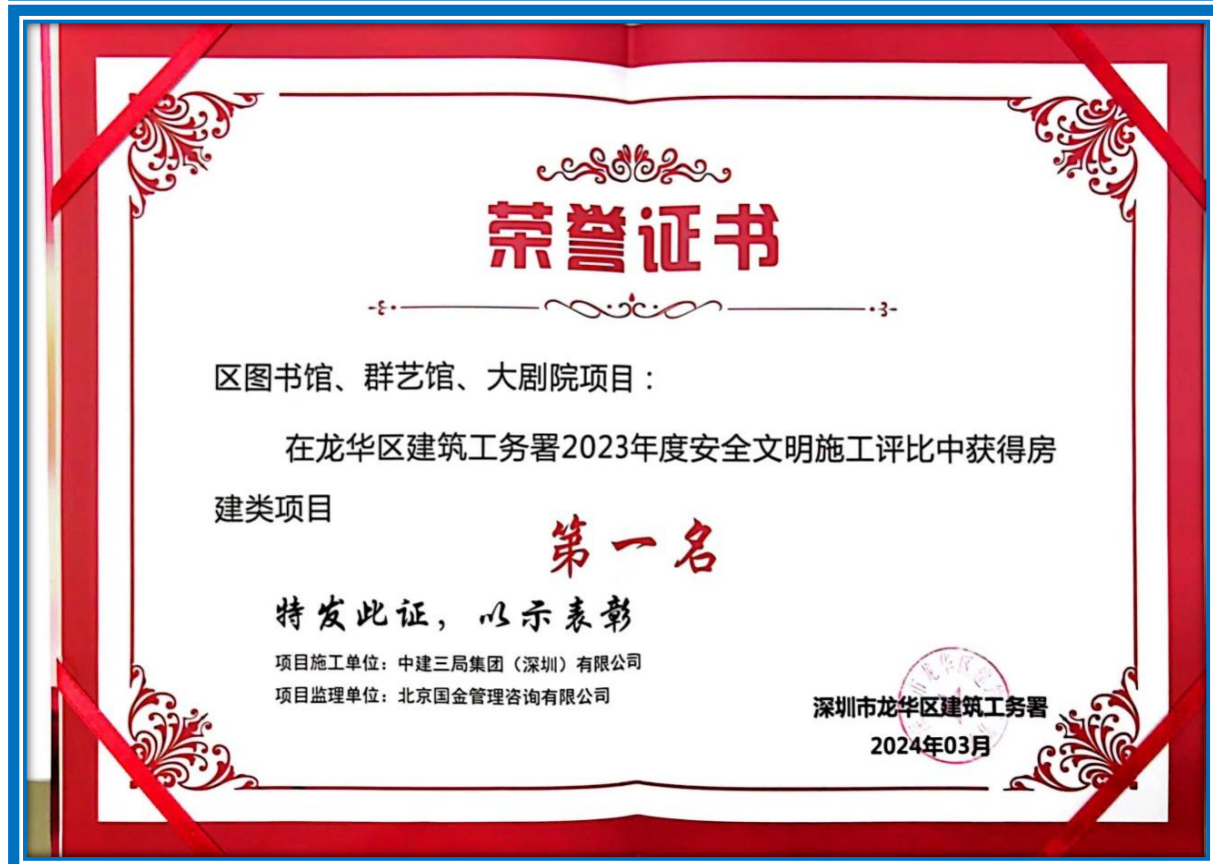 荣誉证书
区图书馆、群艺馆、大剧院项目：
在龙华区建筑工务署2023年度安全文明施工评比中获得房
建类项目
第一名
特发此证，以示表彰
项目施工单位：中建三局集团（深圳）有限公司
项目监理单位：北京国金管理咨询有限公司
深圳市龙华区建筑工务署
2024年03月